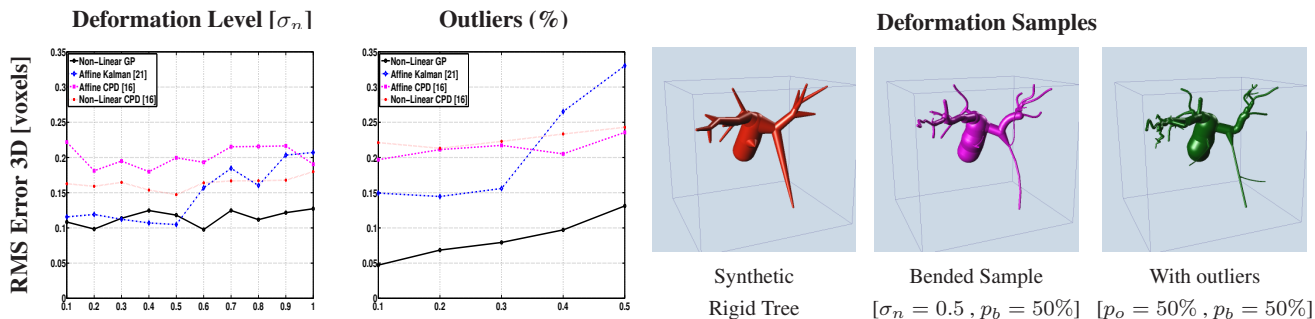 Deformation Level [σn]
Outliers (%)
Deformation Samples
RMS Error 3D [voxels]
0.35
0.3
0.25
0.2
0.15
0.1
0.05
0
Non-Linear GP
Affine Kalman [21]
Affine CPD [16]
Non-Linear CPD [16]
0.1 0.2 0.3 0.4 0.5 0.6 0.7 0.8 0.9 1
0.35
0.3
0.25
0.2
0.15
0.1
0.05
0
Non-Linear GP
Affine Kalman [21]
Affine CPD [16]
Non-Linear CPD [16]
0.1 0.2 0.3 0.4 0.5
Synthetic
Rigid Tree
Bended Sample
[σn = 0.5 , pb = 50%]
With outliers
[po = 50% , pb = 50%]